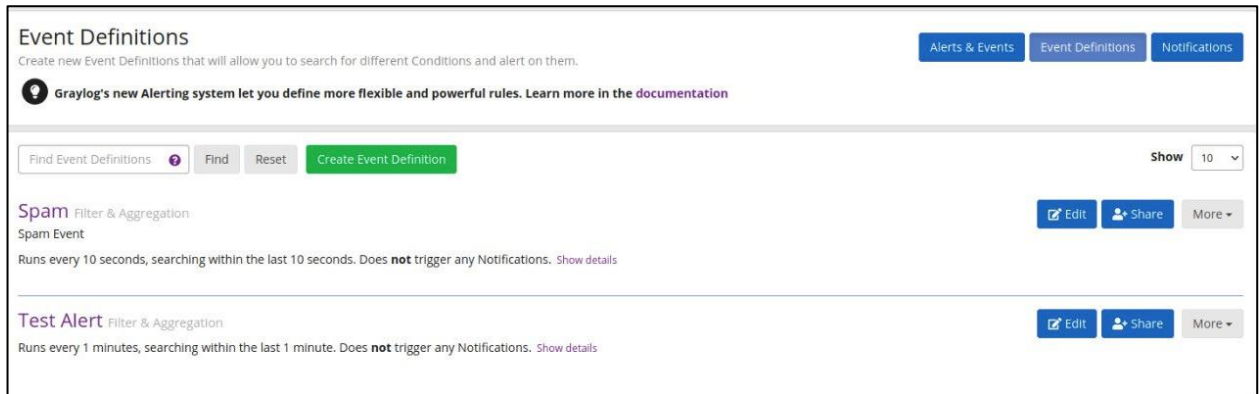 Event Definitions
Alerts & Events Event Definitions Notifications
Create new Event Definitions that will allow you to search for different Conditions and alert on them.
Graylog's new Alerting system let you define more flexible and powerful rules. Learn more in the documentation
Find Event Definitions Find Reset Create Event Definition Show 10
Spam Filter & Aggregation Edit Share More
Spam Event
Runs every 10 seconds, searching within the last 10 seconds. Does not trigger any Notifications. Show details
Test Alert Filter & Aggregation Edit Share More
Runs every 1 minutes, searching within the last 1 minute. Does not trigger any Notifications. Show details